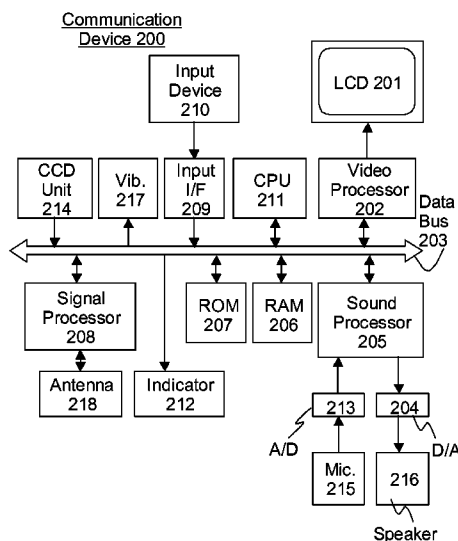 Communication
Device 200
Input
Device
210
LCD 201
CCD
Unit
214
Vib.
217
Input
I/F
209
CPU
211
Video
Processor
202
Data
Bus
203
Signal
Processor
208
ROM
207
RAM
206
Sound
Processor
205
Antenna
218
Indicator
212
213
204
A/D
D/A
Mic.
215
216
Speaker